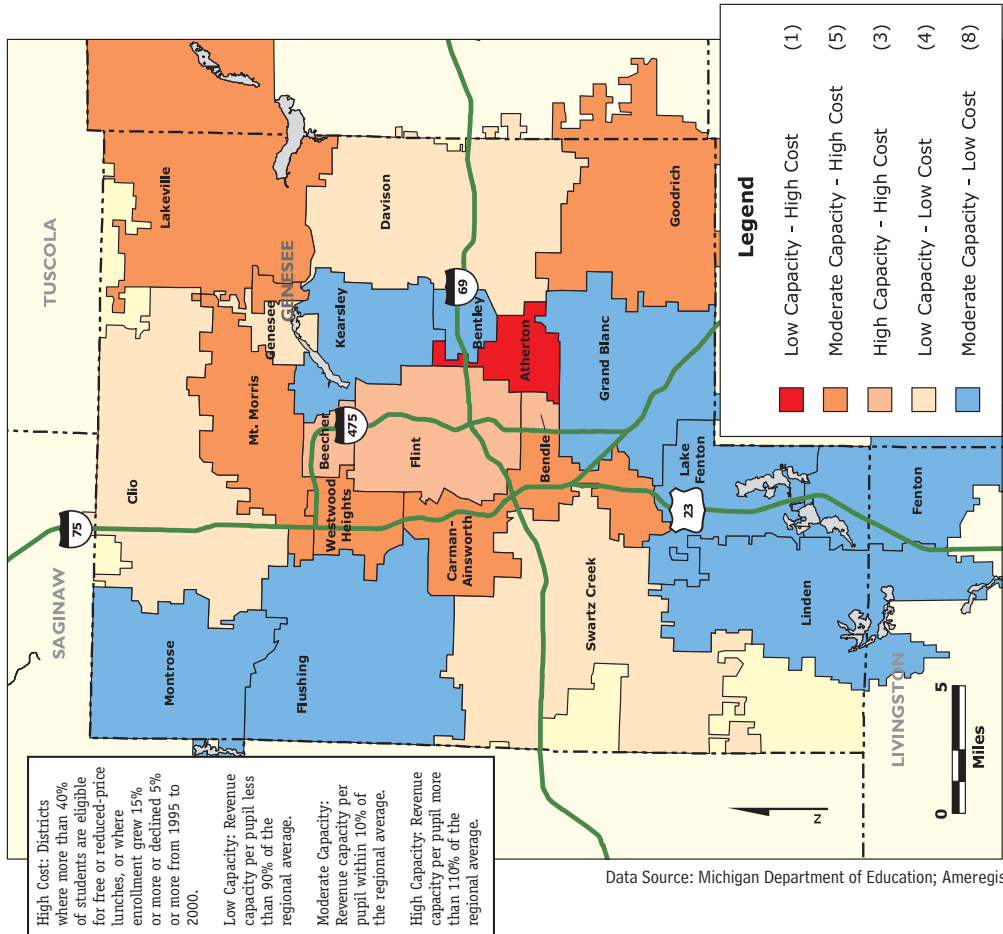 High Cost: Districts
where more than 40%
of students are eligible
for free or reduced-price
lunches, or where
enrollment grew 15%
or more or declined 5%
or more from 1995 to
2000.
Low Capacity: Revenue
capacity per pupil less
than 90% of the
regional average.
Moderate Capacity:
Revenue capacity per
pupil within 10% of
the regional average.
High Capacity: Revenue
capacity per pupil more
than 110% of the
regional average.
SAGINAW
TUSCOLA
75
Clio
Montrose
Lakeville
Mt. Morris
Genesee
GENESEE
Flushing
Westwood
Heights
Beecher
475
Kearsley
Davison
Flint
Carman-
Ainsworth
69
Bentley
Atherton
Bendle
Swartz Creek
Grand Blanc
Goodrich
23
Lake
Fenton
Linden
Fenton
LIVINGSTON
N
0
5
Miles
Legend
Low Capacity - High Cost (1)
Moderate Capacity - High Cost (5)
High Capacity - High Cost (3)
Low Capacity - Low Cost (4)
Moderate Capacity - Low Cost (8)
Data Source: Michigan Department of Education; Ameregis